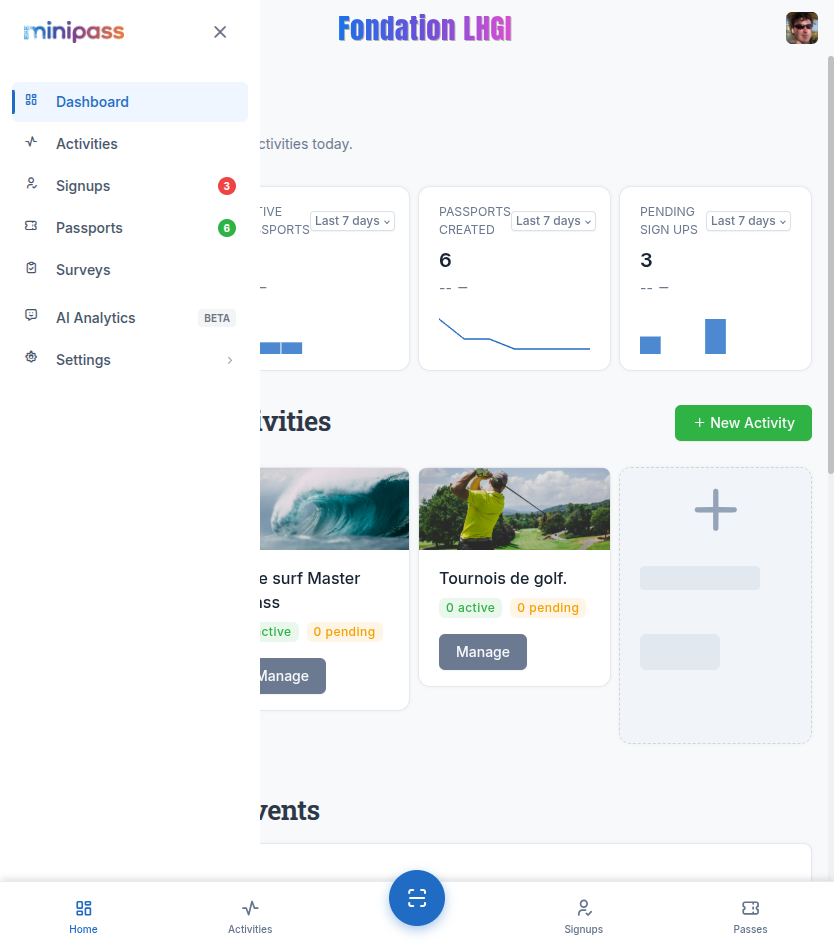 minipass
Fondation LHGI
Dashboard
Activities
Signups
3
Passports
6
Surveys
AI Analytics
BETA
Settings
ctivities today.
TIVE
SSPORTS
Last 7 days
PASSPORTS
CREATED
Last 7 days
6
-- –
PENDING
SIGN UPS
Last 7 days
3
-- –
ivities
+ New Activity
e surf Master
ass
ctive
0 pending
Manage
Tournois de golf.
0 active
0 pending
Manage
vents
Home
Activities
Signups
Passes